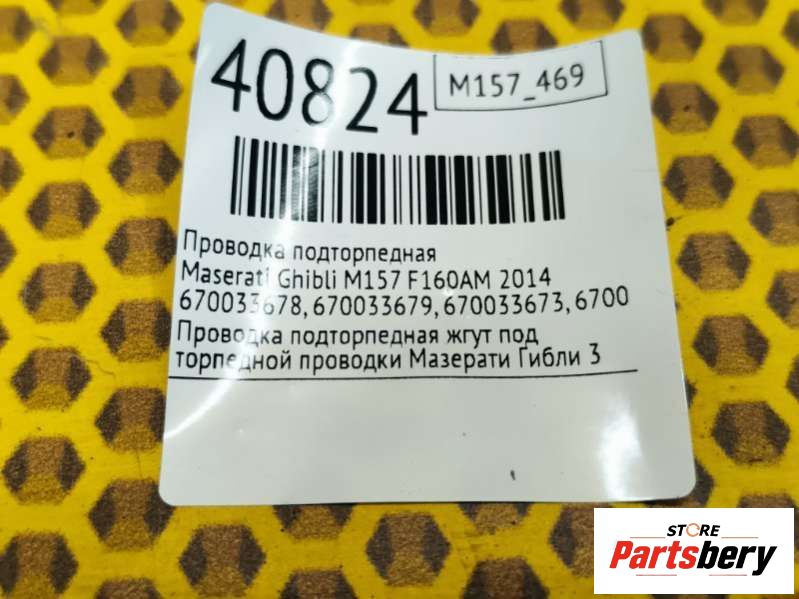 40824
M157_469
Проводка подторпедная
Maserati Ghibli M157 F160AM 2014
670033678, 670033679, 670033673, 6700
Проводка подторпедная жгут под
торпедной проводки Мазерати Гибли 3
STORE
Partsbery